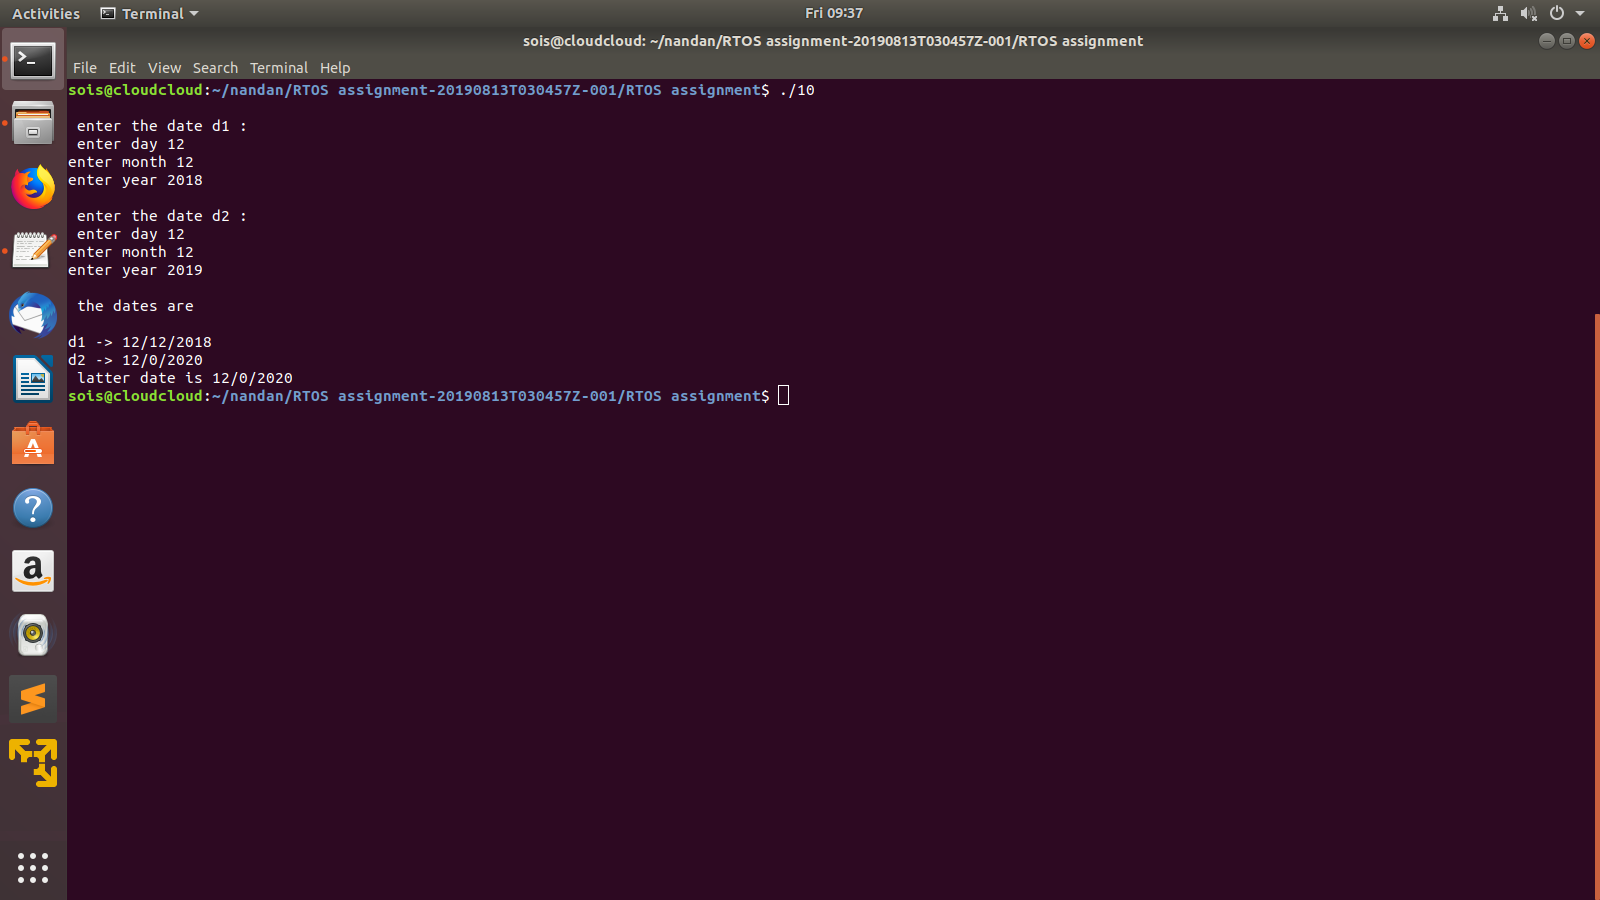 Activities Terminal Fri 09:37
sois@cloudcloud: ~/nandan/RTOS assignment-20190813T030457Z-001/RTOS assignment
File Edit View Search Terminal Help
sois@cloudcloud:~/nandan/RTOS assignment-20190813T030457Z-001/RTOS assignment$ ./10
enter the date d1 :
enter day 12
enter month 12
enter year 2018
enter the date d2 :
enter day 12
enter month 12
enter year 2019
the dates are
d1 -> 12/12/2018
d2 -> 12/0/2020
latter date is 12/0/2020
sois@cloudcloud:~/nandan/RTOS assignment-20190813T030457Z-001/RTOS assignment$